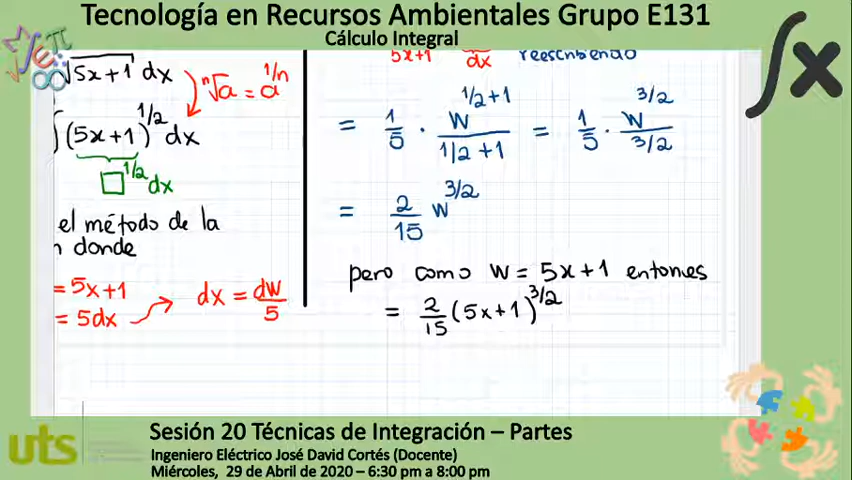 Tecnología en Recursos Ambientales Grupo E131
Cálculo Integral
√5x+1 dx
ⁿ√a = a^1/n
∫(5x+1)^1/2 dx
□^1/2 dx
el método de la
n donde
= 5x+1
= 5dx
dx = dw/5
5x+1 dx reescribiendo
= 1/5 · w^1/2+1 / 1/2+1 = 1/5 · w^3/2 / 3/2
= 2/15 w^3/2
pero como w = 5x+1 entonces
= 2/15 (5x+1)^3/2
∫x
uts
Sesión 20 Técnicas de Integración – Partes
Ingeniero Eléctrico José David Cortés (Docente)
Miércoles, 29 de Abril de 2020 – 6:30 pm a 8:00 pm